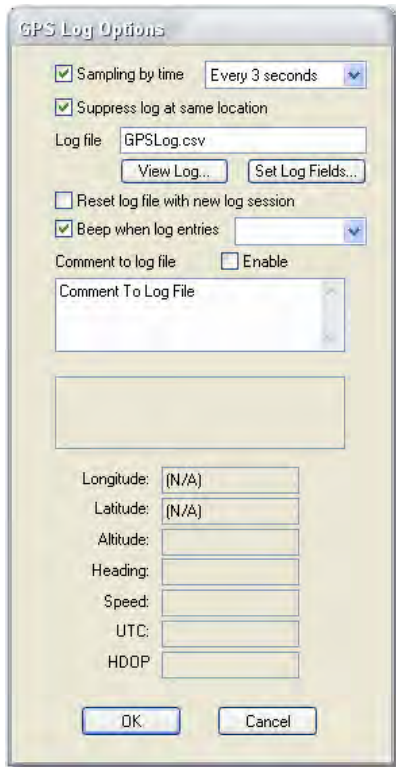 GPS Log Options
Sampling by time Every 3 seconds
Suppress log at same location
Log file GPSLog.csv
View Log... Set Log Fields...
Reset log file with new log session
Beep when log entries
Comment to log file Enable
Comment To Log File
Longitude: (N/A)
Latitude: (N/A)
Altitude:
Heading:
Speed:
UTC:
HDOP
OK Cancel